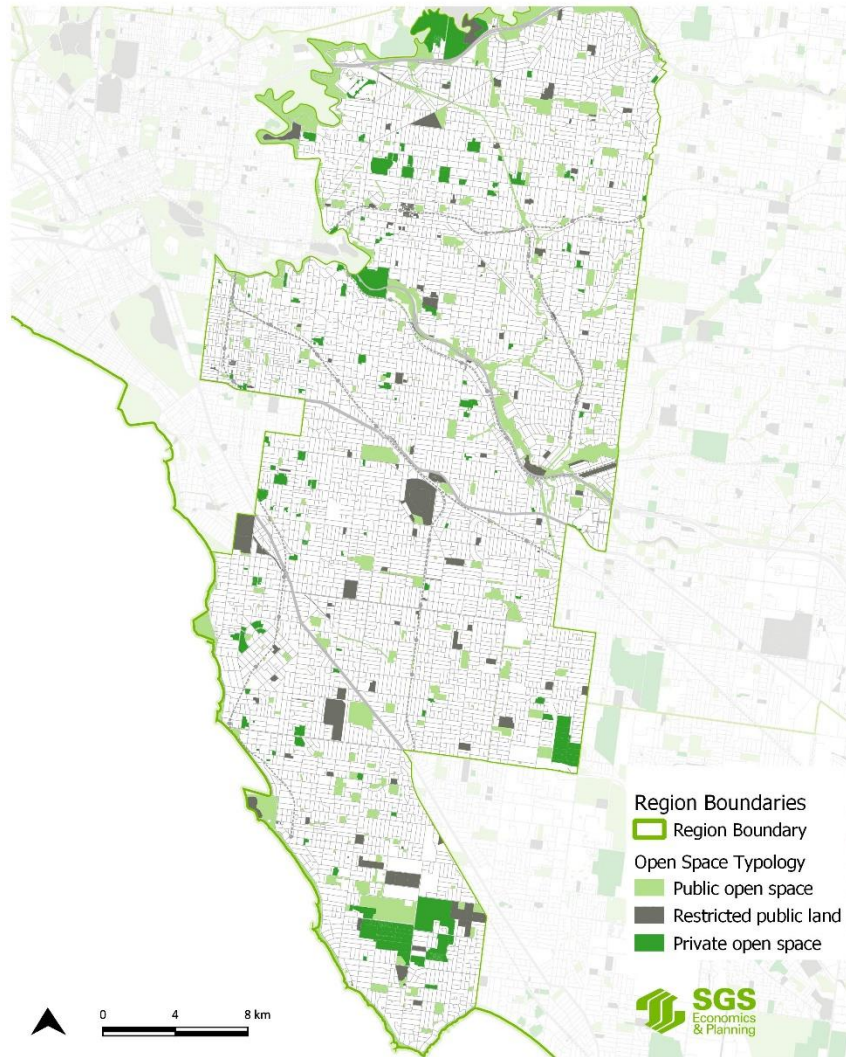 Region Boundaries
Region Boundary
Open Space Typology
Public open space
Restricted public land
Private open space
0 4 8 km
SGS
Economics
& Planning